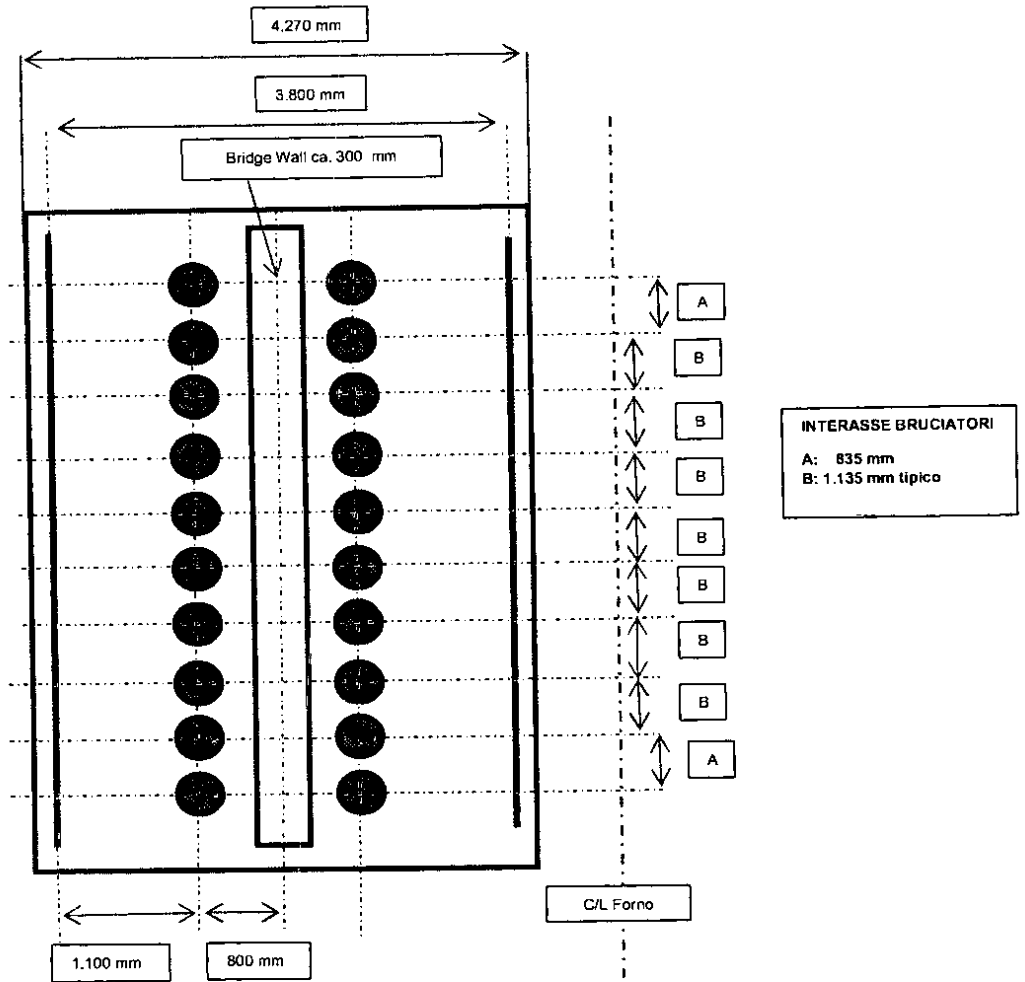 4.270 mm
3.800 mm
Bridge Wall ca. 300 mm
A
B
B
B
B
B
B
B
A
INTERASSE BRUCIATORI
A: 835 mm
B: 1.135 mm tipico
C/L Forno
1.100 mm
800 mm